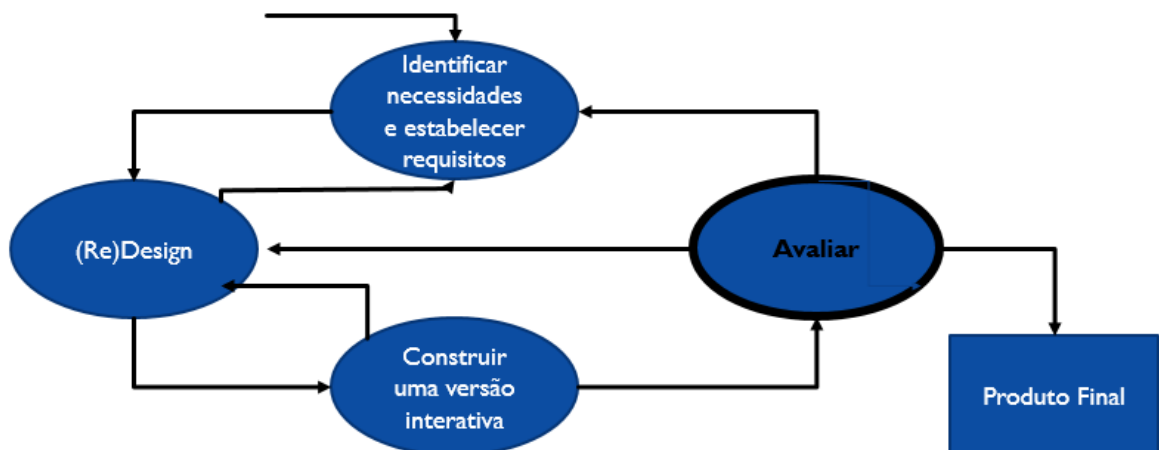 Identificar
necessidades
e estabelecer
requisitos
(Re)Design
Avaliar
Construir
uma versão
interativa
Produto Final